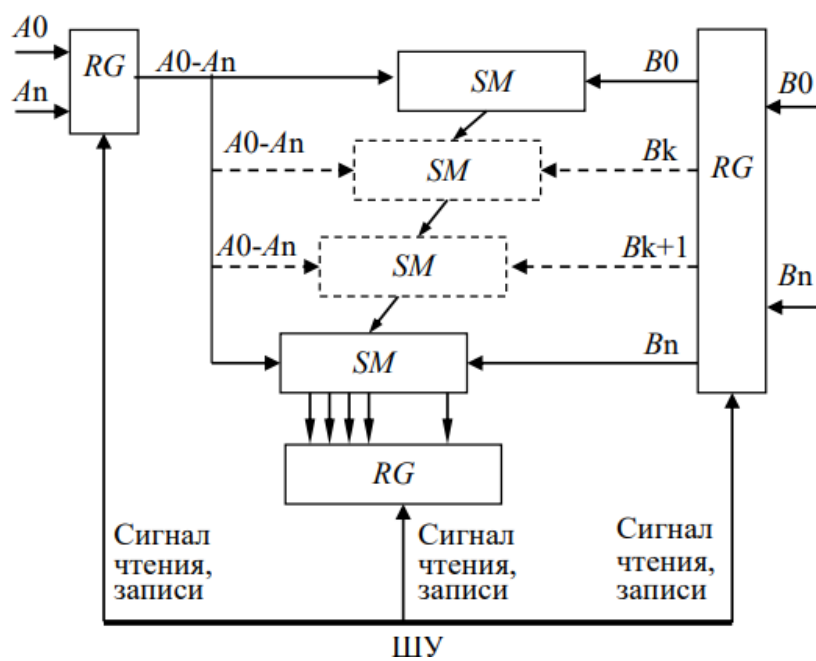 A0
An
RG
A0-An
SM
B0
B0
A0-An
SM
Bk
RG
A0-An
SM
Bk+1
Bn
SM
Bn
RG
Сигнал
чтения,
записи
Сигнал
чтения,
записи
Сигнал
чтения,
записи
ШУ